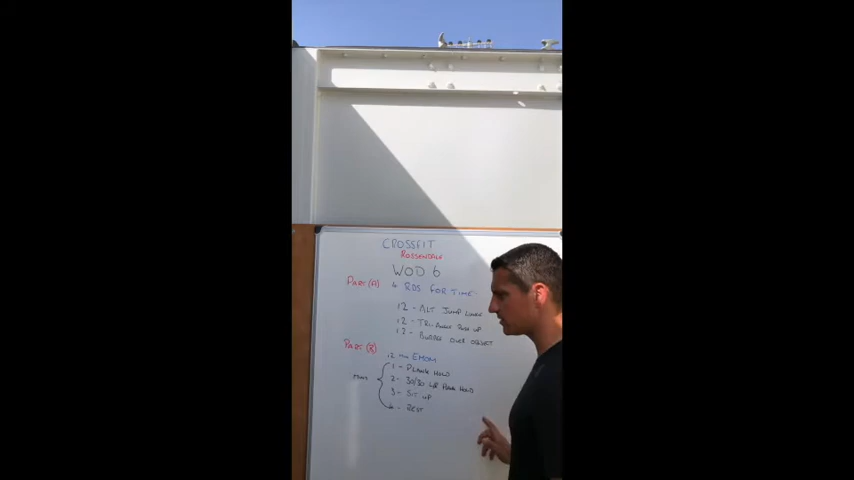 CROSSFIT
ROSSENDALE
WOD 6
PART (A) 4 RDS FOR TIME
12 - ALT JUMP LUNGE
12 - TRI ANGLE PUSH UP
12 - BURPEE OVER OBJECT
PART (B)
12 MIN EMOM
1 - PLANK HOLD
2 - 30/30 L/R PLANK HOLD
3 - SIT UP
4 - REST